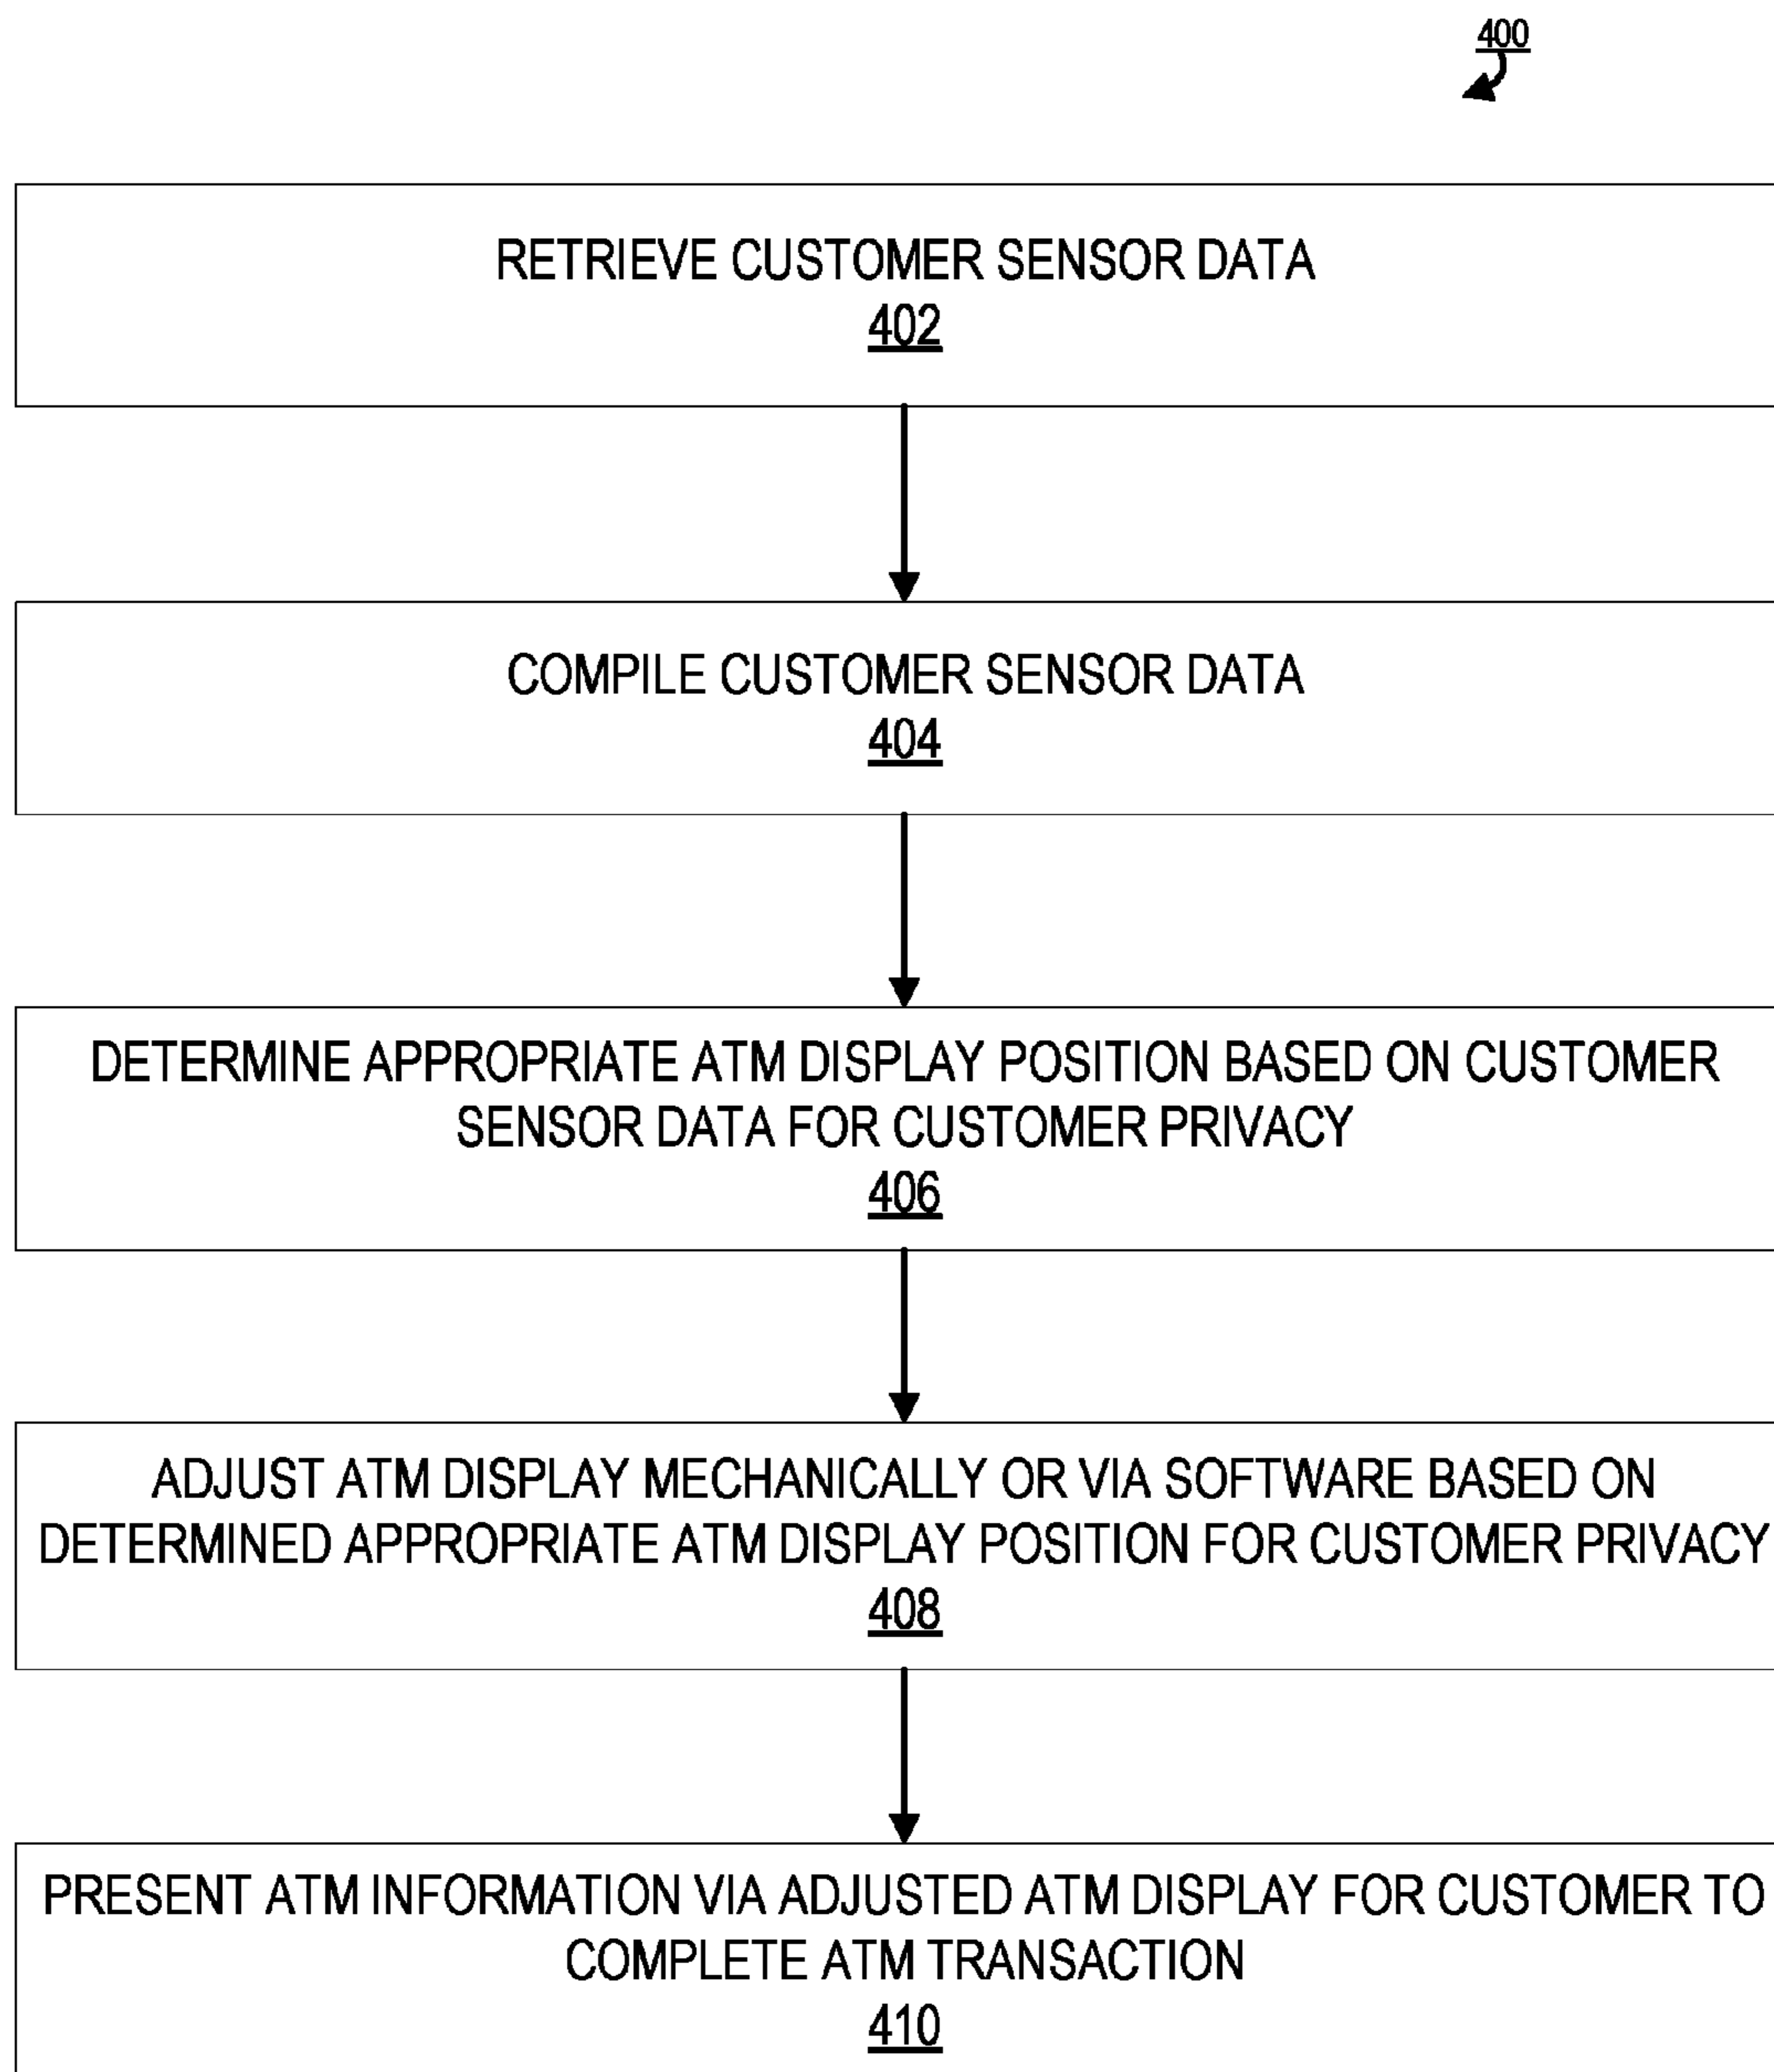 400
RETRIEVE CUSTOMER SENSOR DATA
402
COMPILE CUSTOMER SENSOR DATA
404
DETERMINE APPROPRIATE ATM DISPLAY POSITION BASED ON CUSTOMER
SENSOR DATA FOR CUSTOMER PRIVACY
406
ADJUST ATM DISPLAY MECHANICALLY OR VIA SOFTWARE BASED ON
DETERMINED APPROPRIATE ATM DISPLAY POSITION FOR CUSTOMER PRIVACY
408
PRESENT ATM INFORMATION VIA ADJUSTED ATM DISPLAY FOR CUSTOMER TO
COMPLETE ATM TRANSACTION
410